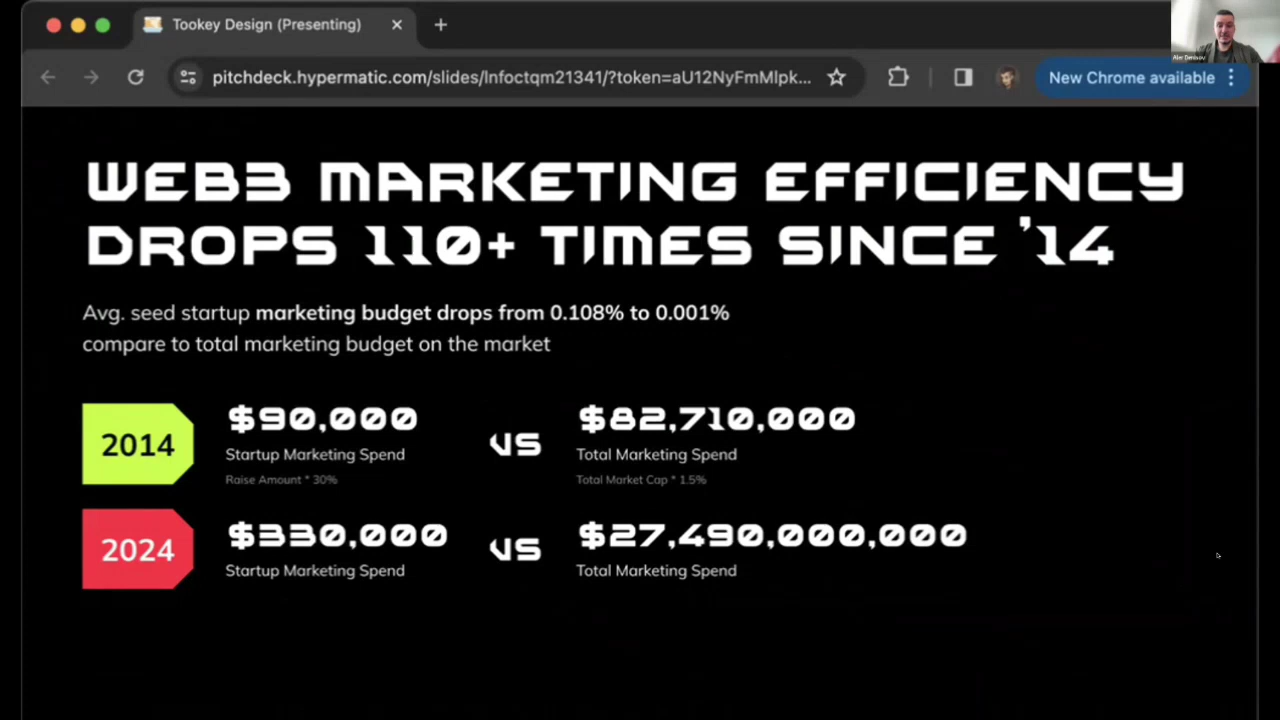 Tookey Design (Presenting)
pitchdeck.hypermatic.com/slides/lnfoctqm21341/?token=aU12NyFmMlpk...
New Chrome available
WEB3 MARKETING EFFICIENCY
DROPS 110+ TIMES SINCE '14
Avg. seed startup marketing budget drops from 0.108% to 0.001%
compare to total marketing budget on the market
2014
$90,000
Startup Marketing Spend
Raise Amount * 30%
VS
$82,710,000
Total Marketing Spend
Total Market Cap * 1.5%
2024
$330,000
Startup Marketing Spend
VS
$27,490,000,000
Total Marketing Spend